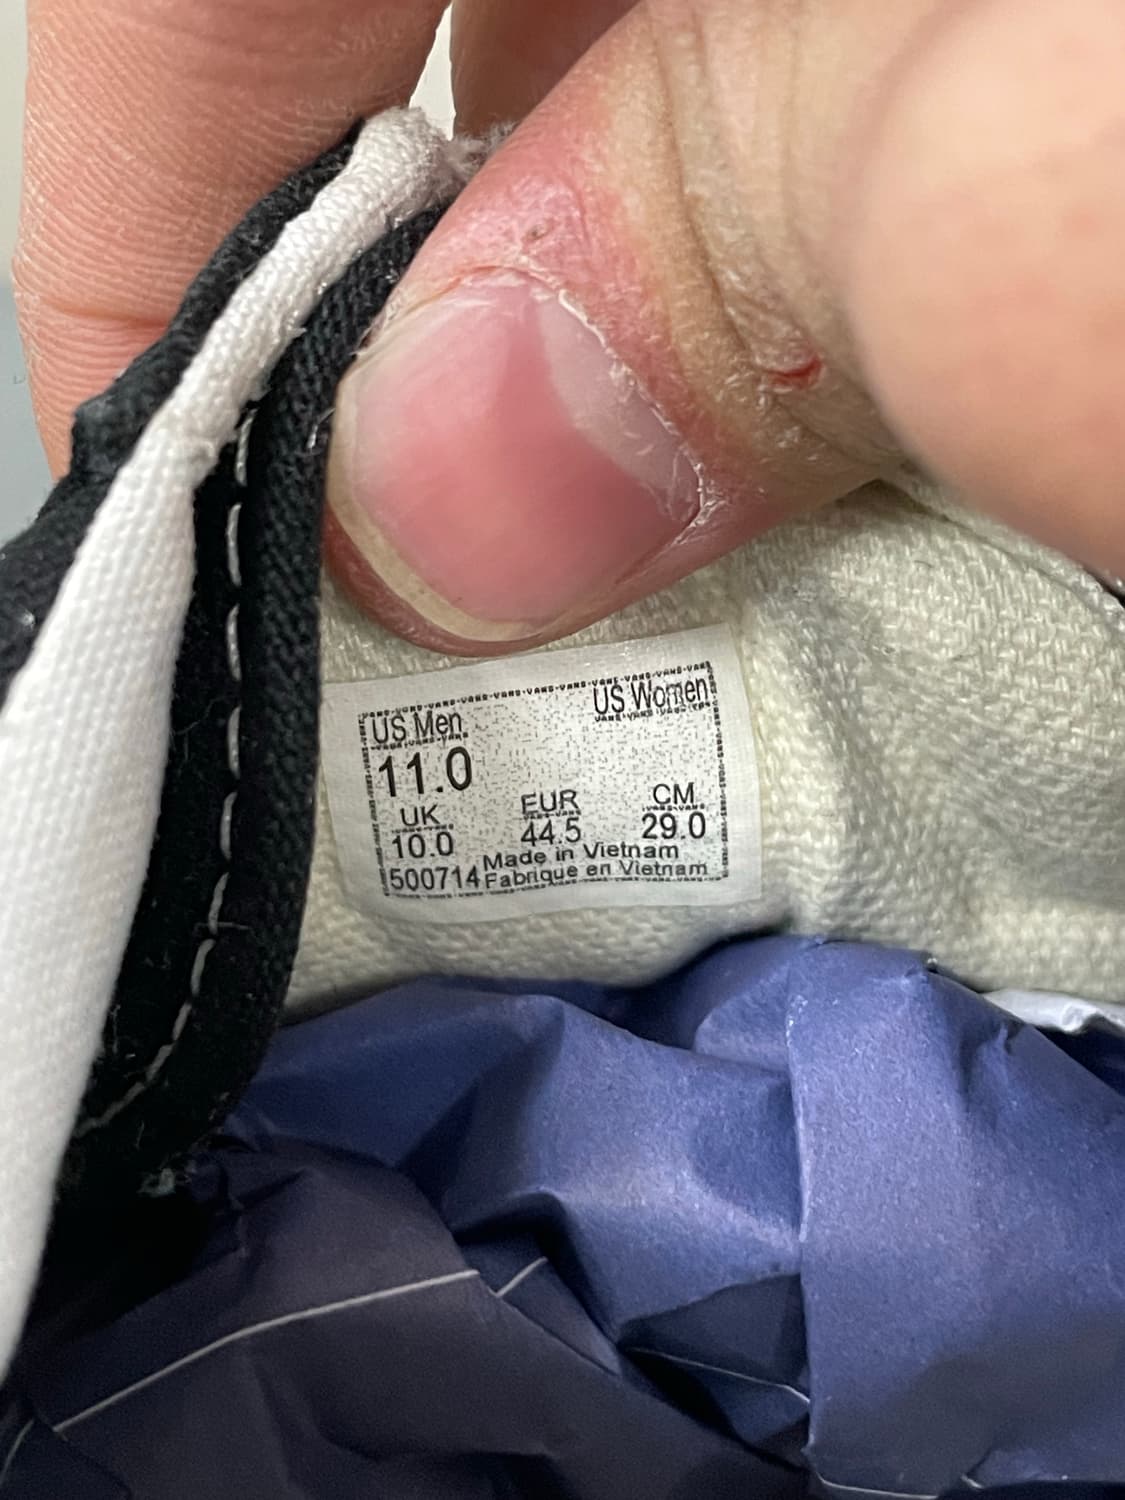 US Men
US Women
11.0
UK
EUR
CM
10.0
44.5
29.0
500714
Made in Vietnam
Fabriqué en Vietnam